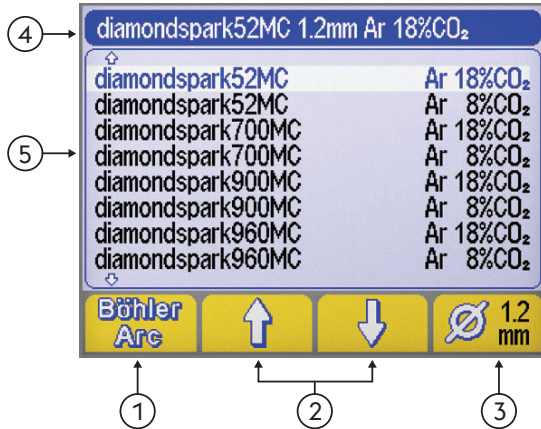 ④ diamondspark52MC 1.2mm Ar 18%CO₂
diamondspark52MC Ar 18%CO₂
diamondspark52MC Ar 8%CO₂
diamondspark700MC Ar 18%CO₂
⑤ diamondspark700MC Ar 8%CO₂
diamondspark900MC Ar 18%CO₂
diamondspark900MC Ar 8%CO₂
diamondspark960MC Ar 18%CO₂
diamondspark960MC Ar 8%CO₂
Böhler Ø 1.2
Arc mm
① ② ③